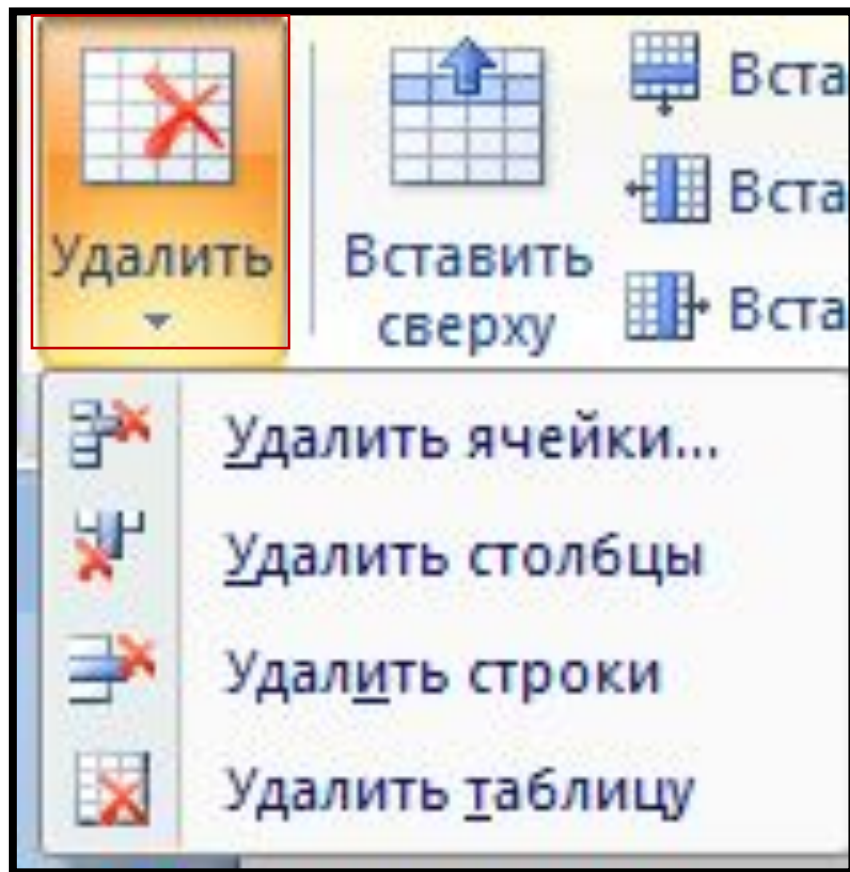 Удалить
Вставить
сверху
Вста
Вста
Вста
Удалить ячейки...
Удалить столбцы
Удалить строки
Удалить таблицу